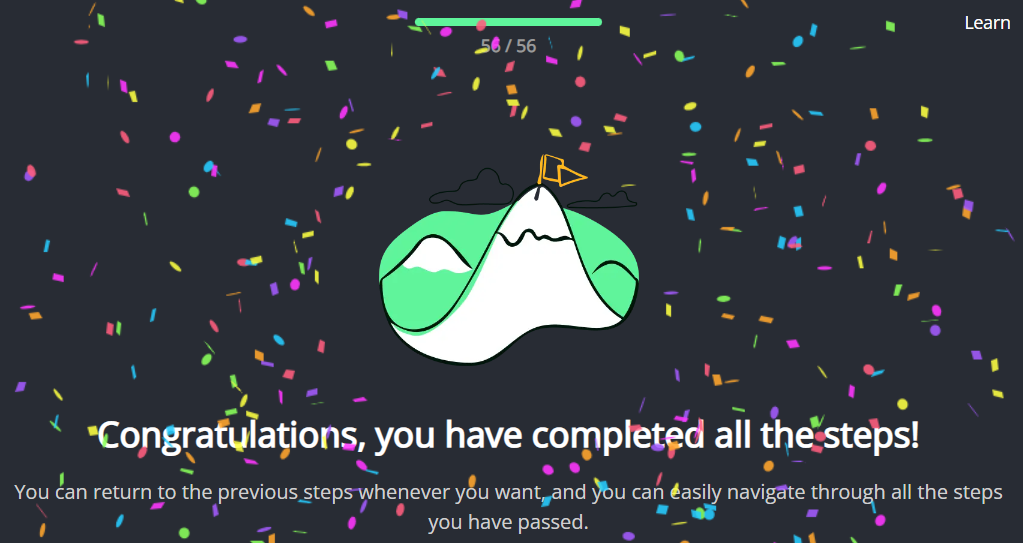 Learn
56 / 56
Congratulations, you have completed all the steps!
You can return to the previous steps whenever you want, and you can easily navigate through all the steps
you have passed.